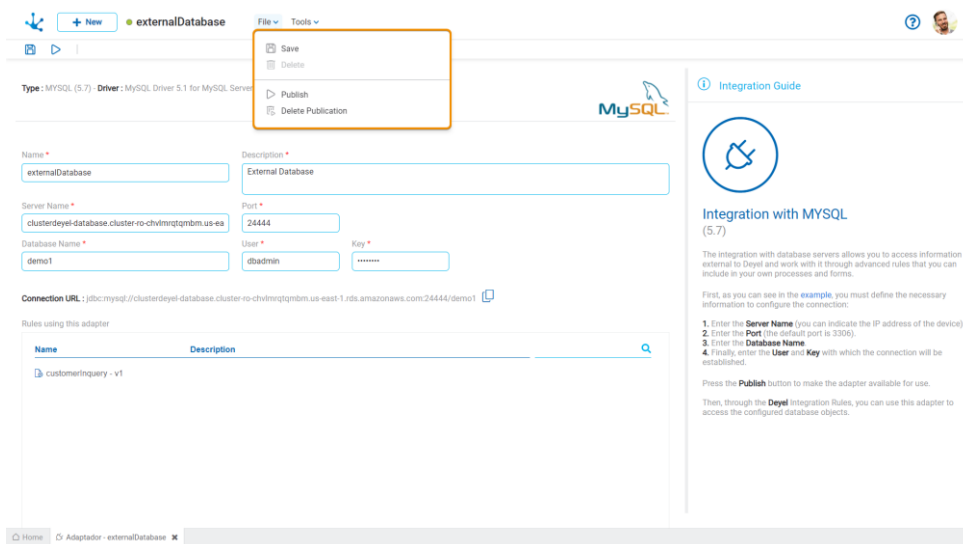 + New
externalDatabase
File
Tools
Save
Delete
Publish
Delete Publication
Type : MYSQL (5.7) - Driver : MySQL Driver 5.1 for MySQL Server
MySQL
Name *
Description *
externalDatabase
External Database
Server Name *
Port *
clusterdeyel-database.cluster-ro-chvlmrqtqmbm.us-ea
24444
Database Name *
User *
Key *
demo1
dbadmin
••••••••
Connection URL : jdbc:mysql://clusterdeyel-database.cluster-ro-chvlmrqtqmbm.us-east-1.rds.amazonaws.com:24444/demo1
Rules using this adapter
Name
Description
customerInquery - v1
Integration Guide
Integration with MYSQL
(5.7)
The integration with database servers allows you to access information
external to Deyel and work with it through advanced rules that you can
include in your own processes and forms.
First, as you can see in the example, you must define the necessary
information to configure the connection:
1. Enter the Server Name (you can indicate the IP address of the device)
2. Enter the Port (the default port is 3306).
3. Enter the Database Name.
4. Finally, enter the User and Key with which the connection will be
established.
Press the Publish button to make the adapter available for use.
Then, through the Deyel Integration Rules, you can use this adapter to
access the configured database objects.
Home
Adaptador - externalDatabase